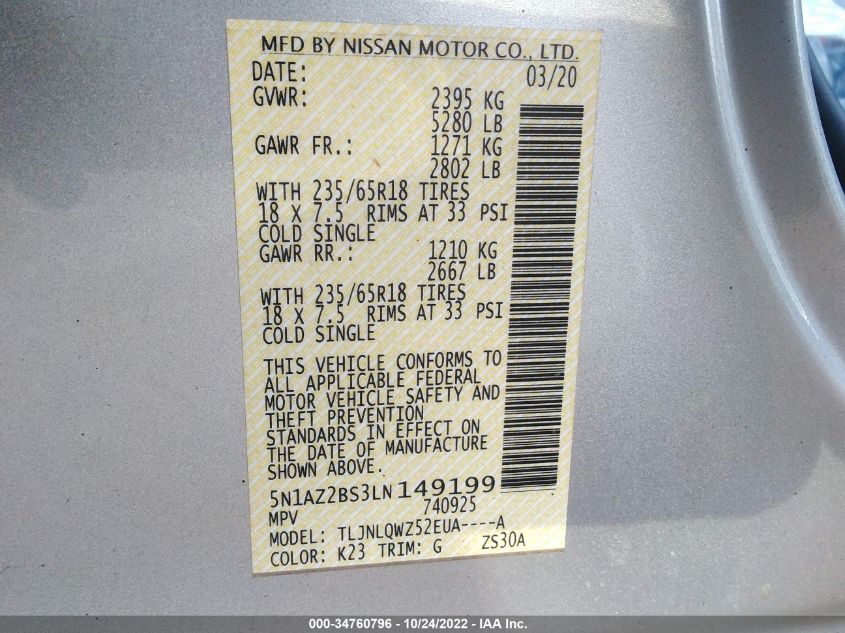 MFD BY NISSAN MOTOR CO., LTD.
DATE: 03/20
GVWR: 2395 KG
5280 LB
GAWR FR.: 1271 KG
2802 LB
WITH 235/65R18 TIRES
18 X 7.5 RIMS AT 33 PSI
COLD SINGLE
GAWR RR.: 1210 KG
2667 LB
WITH 235/65R18 TIRES
18 X 7.5 RIMS AT 33 PSI
COLD SINGLE
THIS VEHICLE CONFORMS TO
ALL APPLICABLE FEDERAL
MOTOR VEHICLE SAFETY AND
THEFT PREVENTION
STANDARDS IN EFFECT ON
THE DATE OF MANUFACTURE
SHOWN ABOVE.
5N1AZ2BS3LN149199
MPV 740925
MODEL: TLJNLQWZ52EUA----A
COLOR: K23 TRIM: G ZS30A
000-34760796 - 10/24/2022 - IAA Inc.